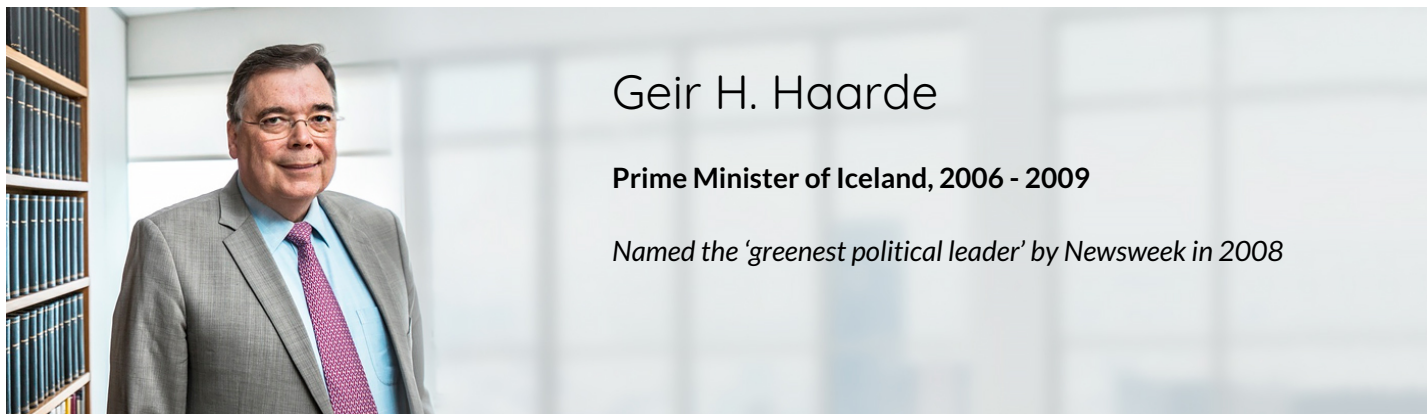 Geir H. Haarde
Prime Minister of Iceland, 2006 - 2009
Named the ‘greenest political leader’ by Newsweek in 2008